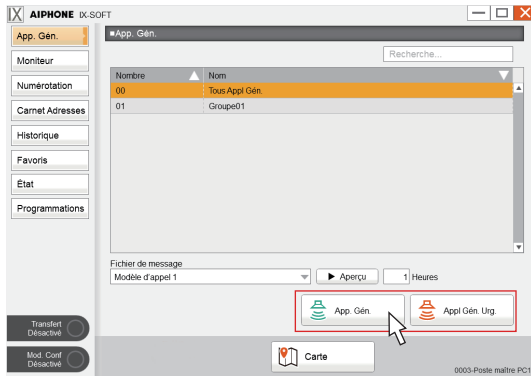 IX AIPHONE IX-SOFT
App. Gén.
Moniteur
Numérotation
Carnet Adresses
Historique
Favoris
État
Programmations
Transfert
Désactivé
Mod. Conf
Désactivé
■App. Gén.
Recherche...
Nombre Nom
00 Tous Appl Gén.
01 Groupe01
Fichier de message
Modèle d'appel 1 Aperçu 1 Heures
App. Gén. Appl Gén. Urg.
Carte
0003-Poste maître PC1